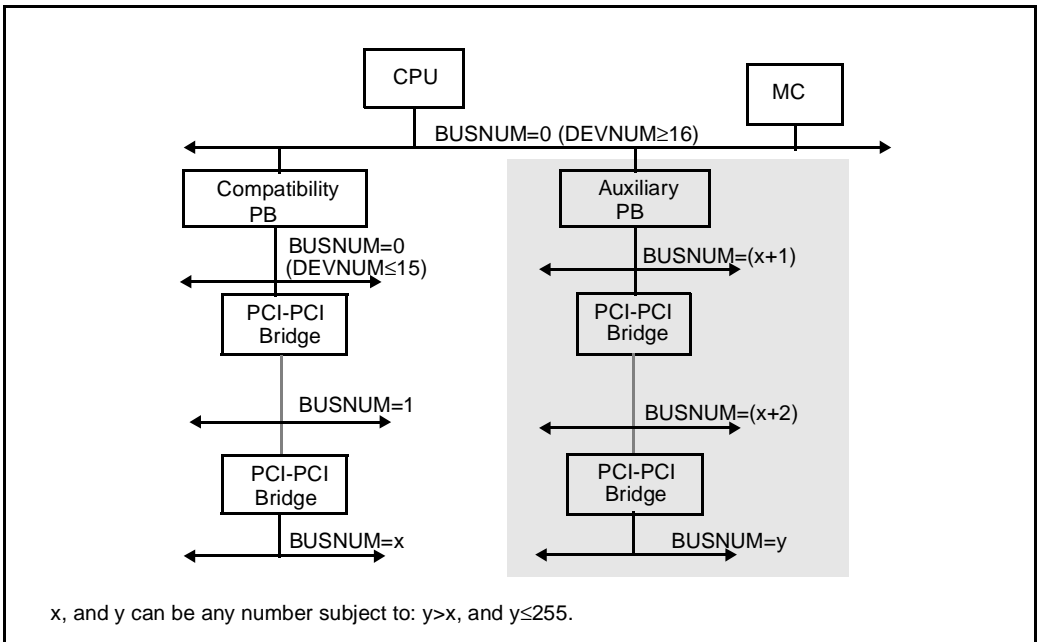 CPU
MC
BUSNUM=0 (DEVNUM≥16)
Compatibility
PB
Auxiliary
PB
BUSNUM=0
(DEVNUM≤15)
BUSNUM=(x+1)
PCI-PCI
Bridge
PCI-PCI
Bridge
BUSNUM=1
BUSNUM=(x+2)
PCI-PCI
Bridge
PCI-PCI
Bridge
BUSNUM=x
BUSNUM=y
x, and y can be any number subject to: y>x, and y≤255.